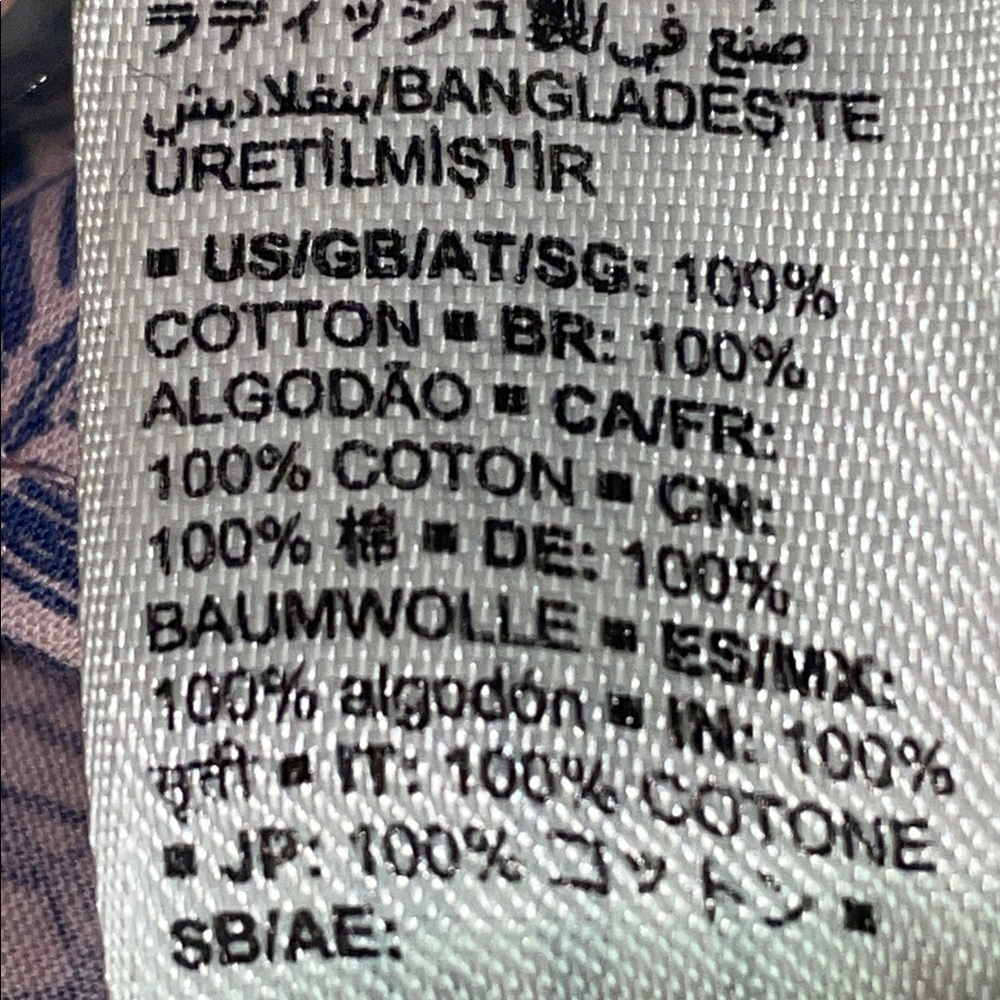 ラディッシュ製/صنع في
بنغلاديش/BANGLADEŞ'TE
ÜRETİLMİŞTİR
■ US/GB/AT/SG: 100%
COTTON ■ BR: 100%
ALGODÃO ■ CA/FR:
100% COTON ■ CN:
100% 棉 ■ DE: 100%
BAUMWOLLE ■ ES/MX:
100% algodón ■ IN: 100%
सूती ■ IT: 100% COTONE
■ JP: 100% コットン ■
SB/AE: